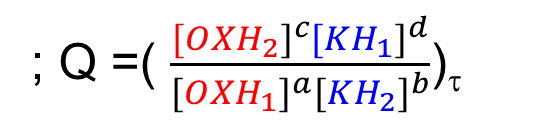 ; Q =( [OXH₂]ᶜ[KH₁]ᵈ / [OXH₁]ᵃ[KH₂]ᵇ )τ